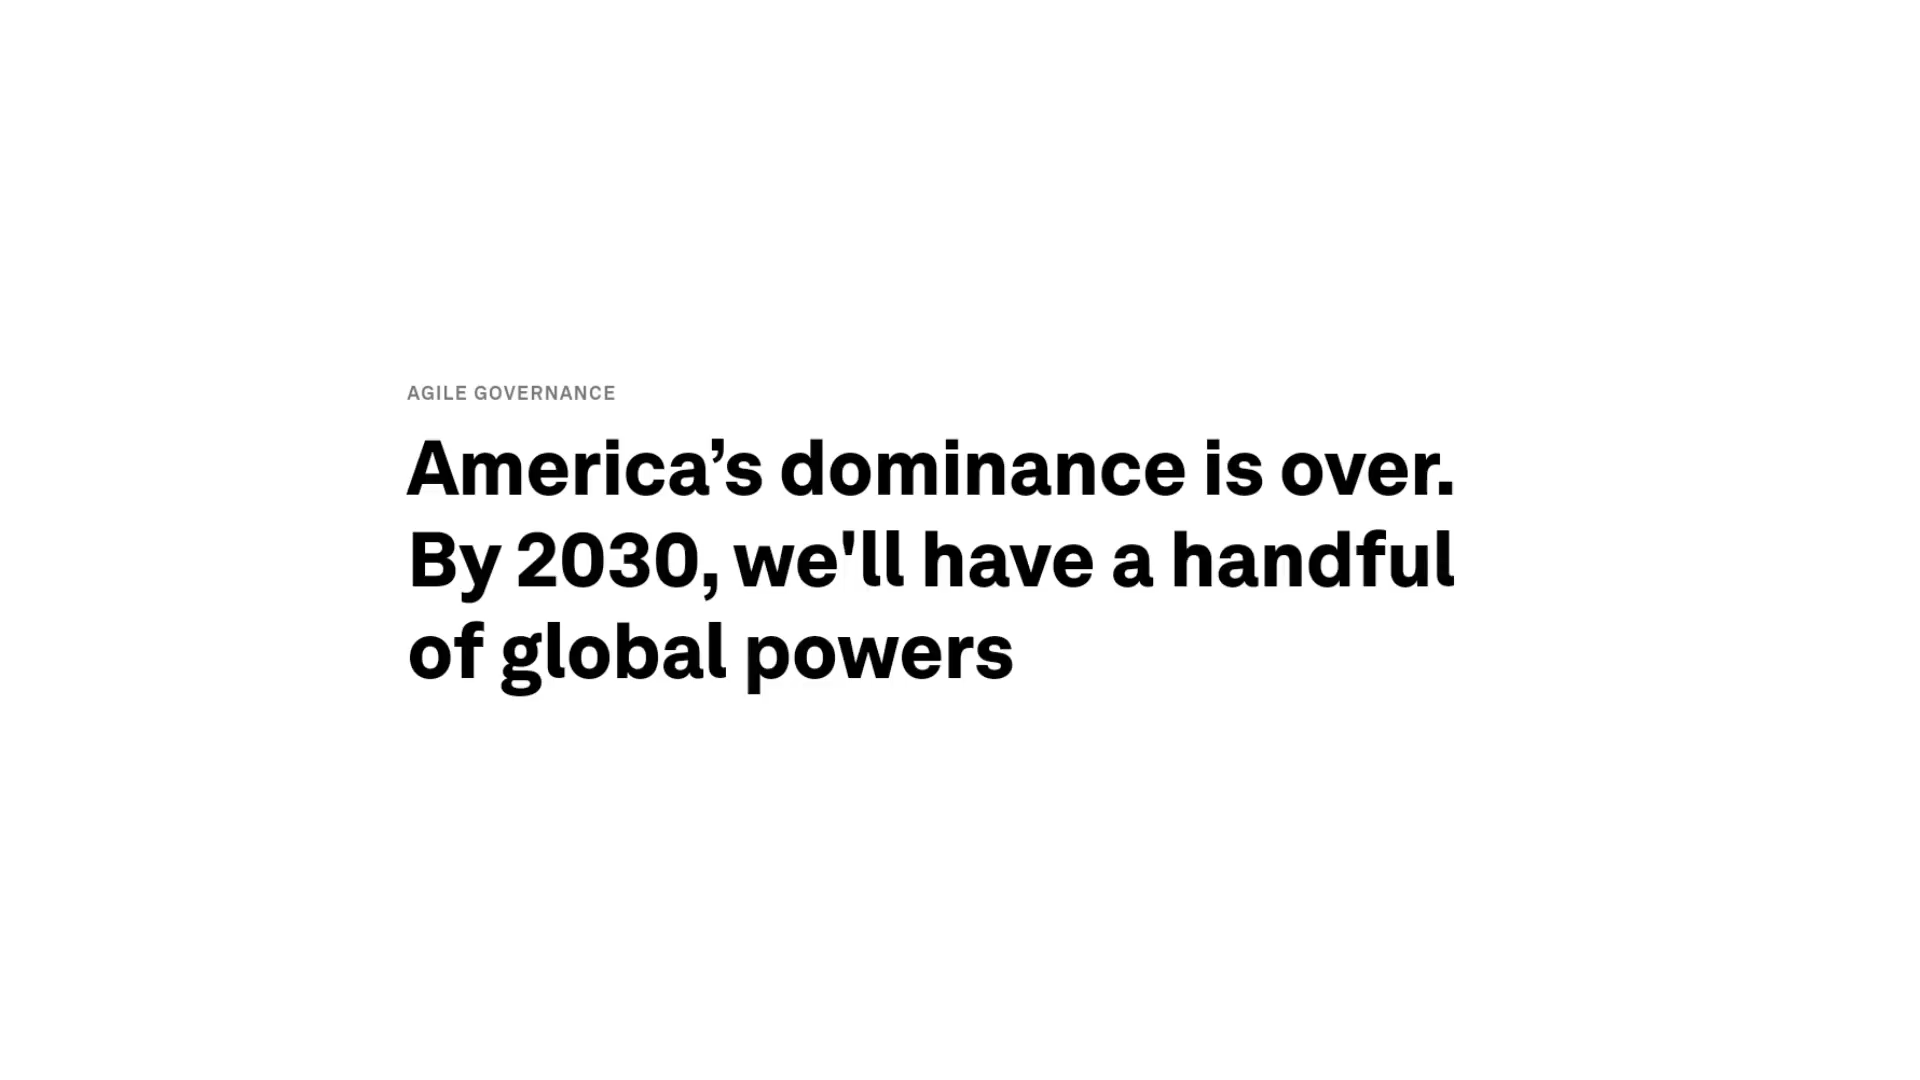 AGILE GOVERNANCE
America’s dominance is over.
By 2030, we'll have a handful
of global powers